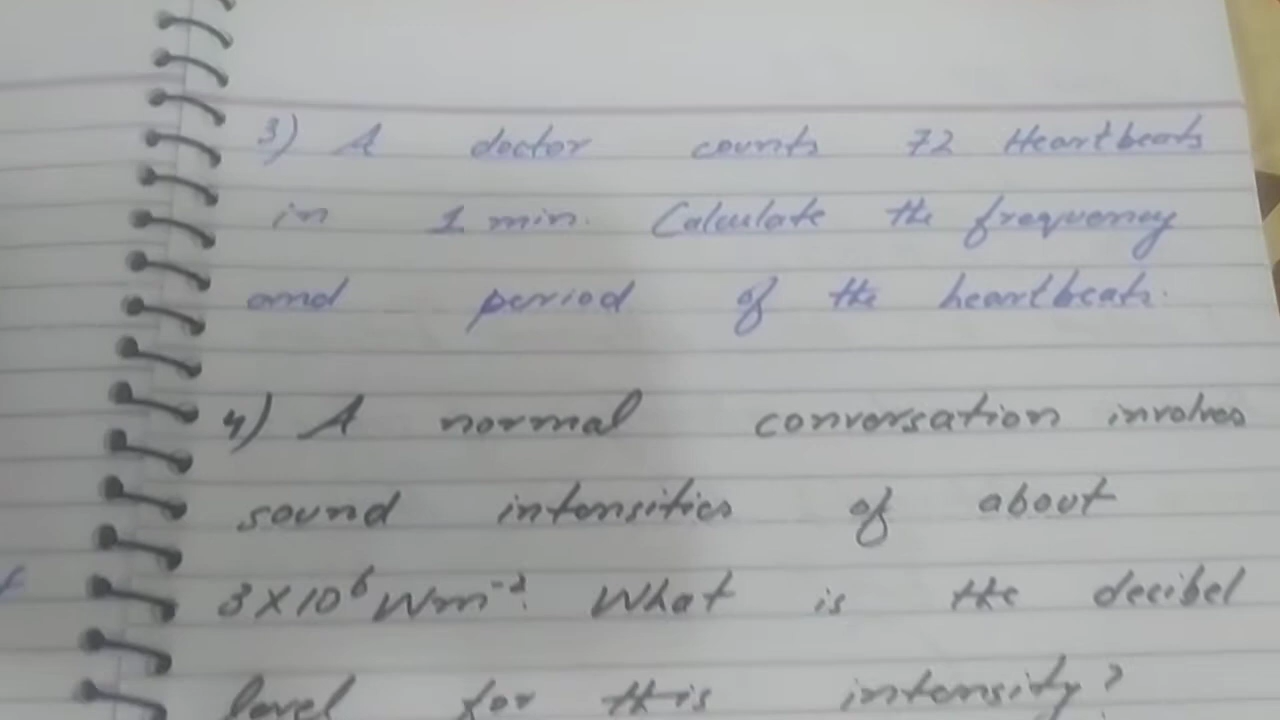 3) A doctor counts 72 Heartbeats
in 1 min. Calculate the frequency
and period of the heartbeats.
4) A normal conversation involves
sound intensities of about
3×10⁶ Wm⁻². What is the decibel
level for this intensity?